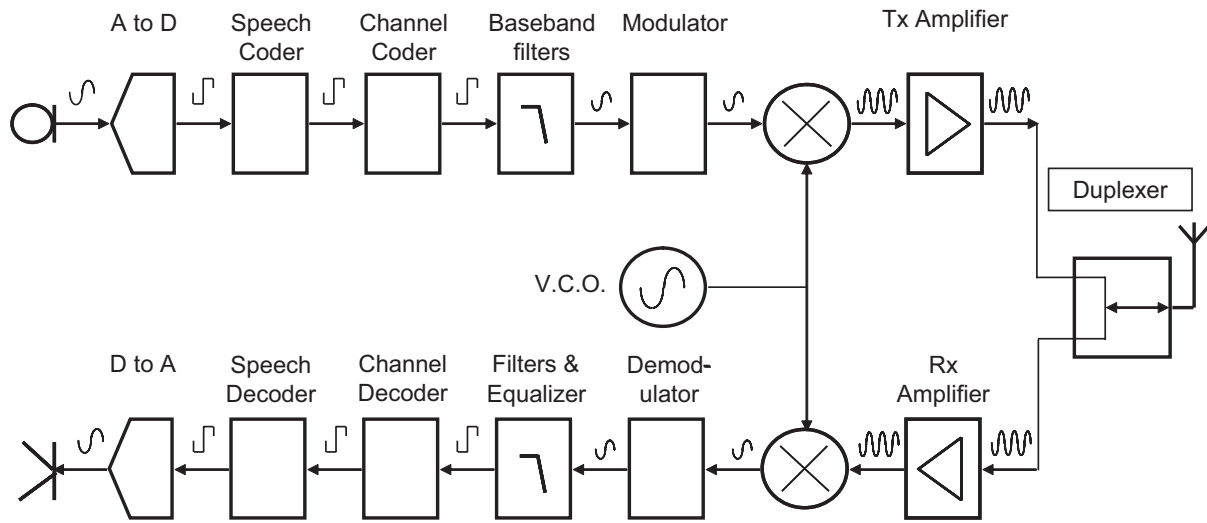 A to D
Speech
Coder
Channel
Coder
Baseband
filters
Modulator
Tx Amplifier
Duplexer
V.C.O.
D to A
Speech
Decoder
Channel
Decoder
Filters &
Equalizer
Demod-
ulator
Rx
Amplifier